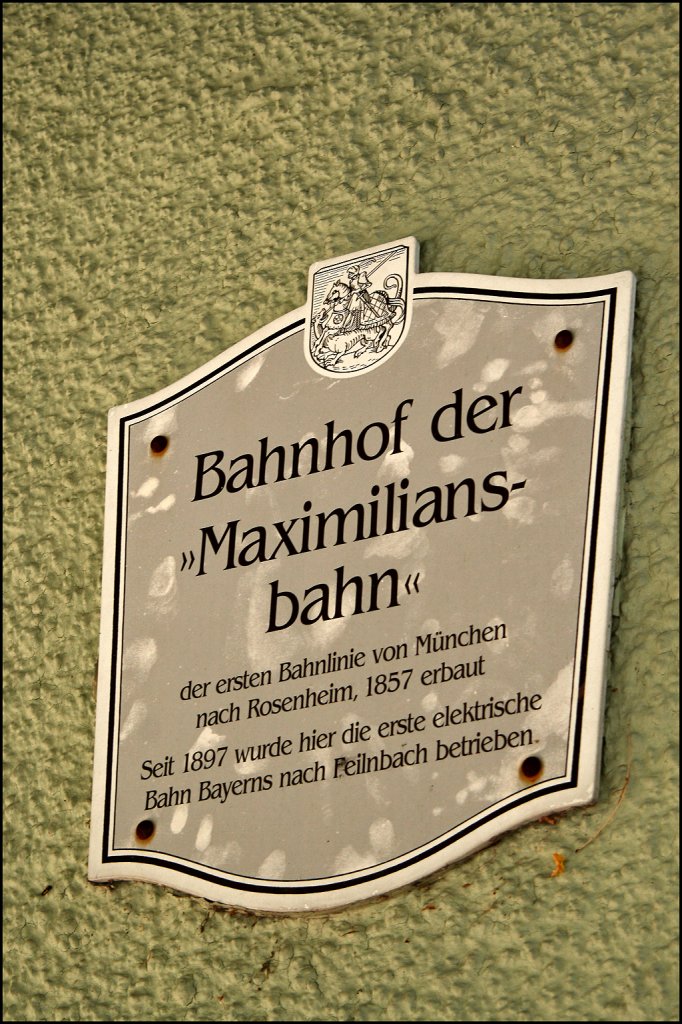 Bahnhof der
»Maximilians-
bahn«
der ersten Bahnlinie von München
nach Rosenheim, 1857 erbaut
Seit 1897 wurde hier die erste elektrische
Bahn Bayerns nach Feilnbach betrieben.